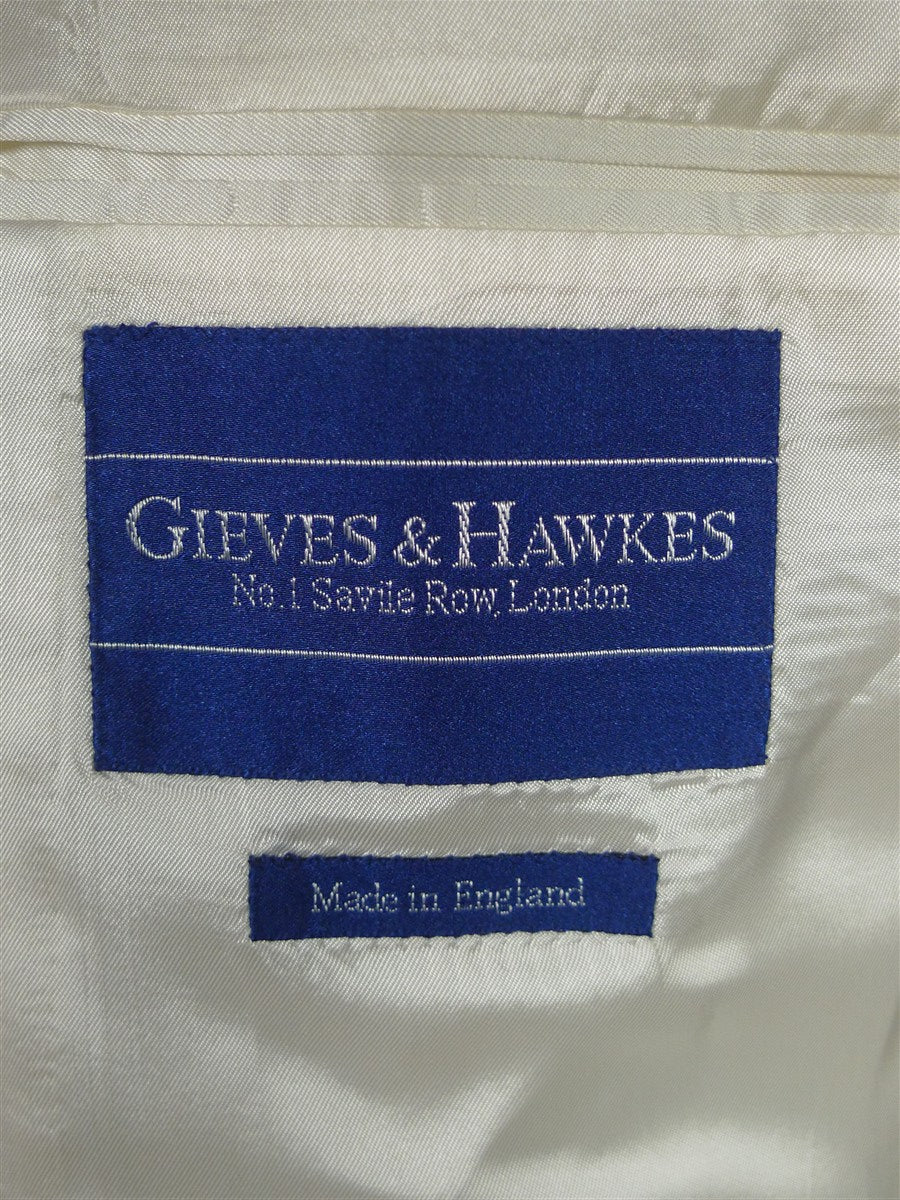 GIEVES & HAWKES
No.1 Savile Row, London
Made in England